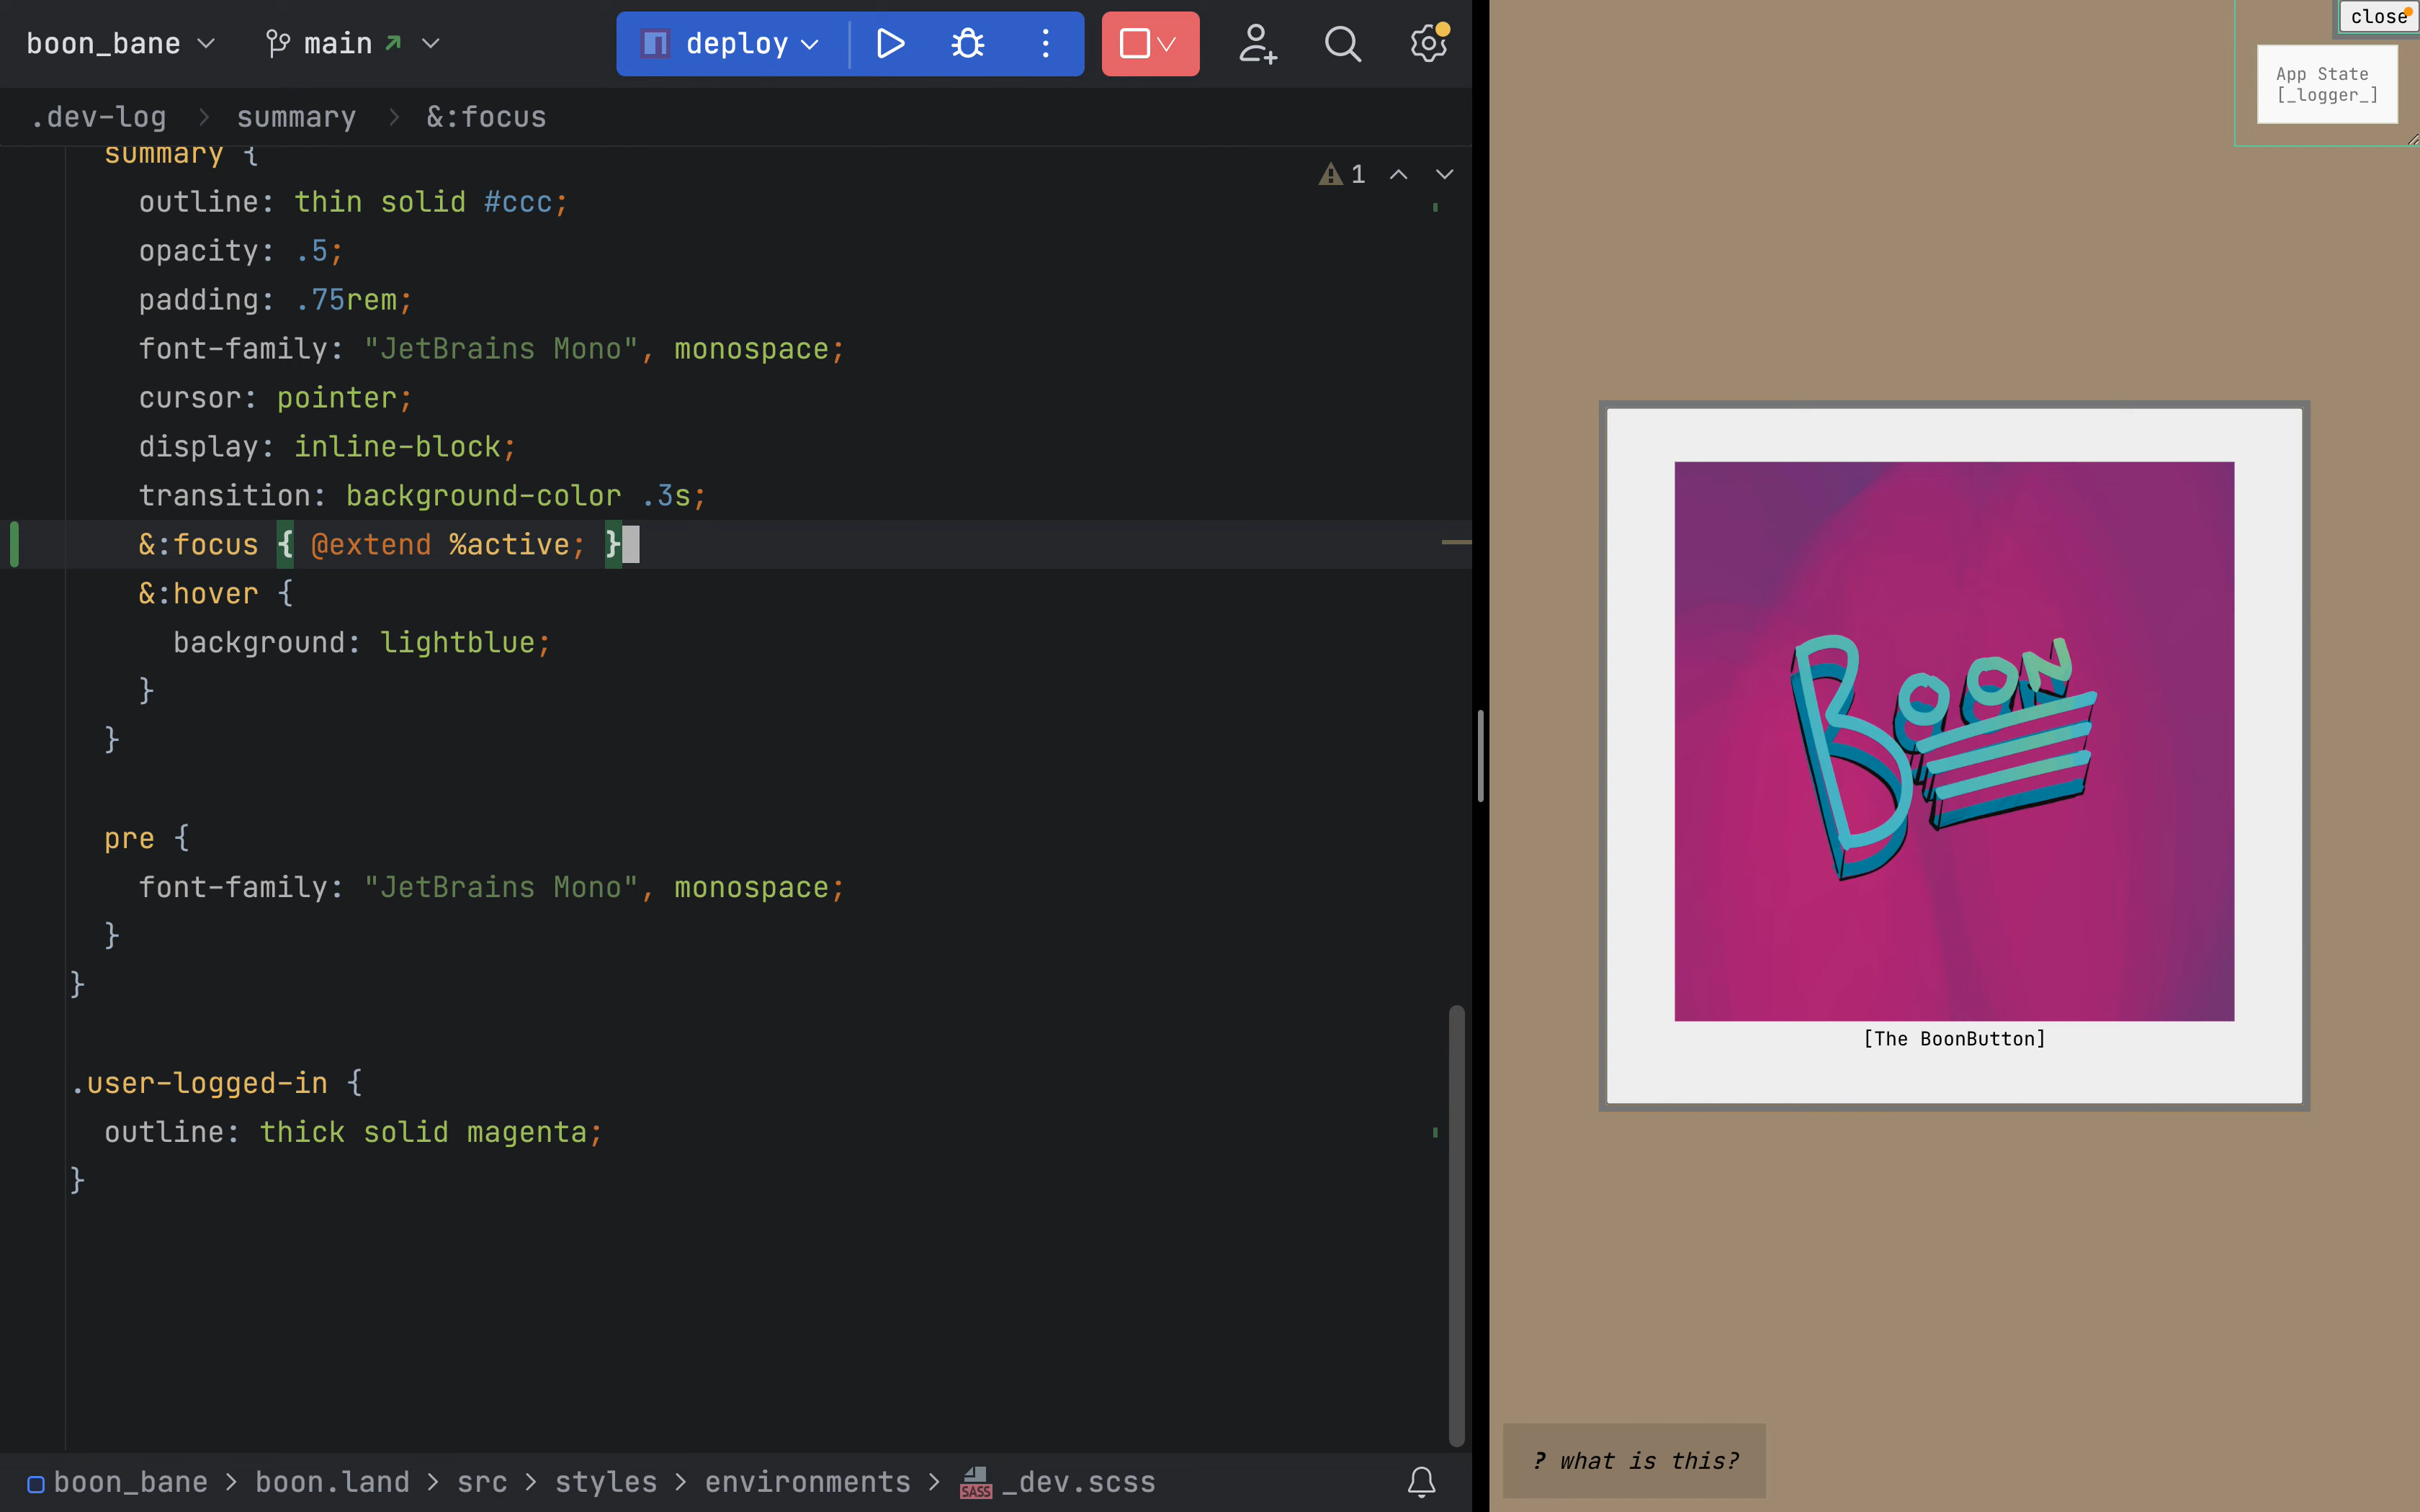 boon_bane
main
deploy
.dev-log > summary > &:focus
summary {
1
outline: thin solid #ccc;
opacity: .5;
padding: .75rem;
font-family: "JetBrains Mono", monospace;
cursor: pointer;
display: inline-block;
transition: background-color .3s;
&:focus { @extend %active; }
&:hover {
background: lightblue;
}
}
pre {
font-family: "JetBrains Mono", monospace;
}
}
.user-logged-in {
outline: thick solid magenta;
}
boon_bane > boon.land > src > styles > environments > SASS _dev.scss
close
App State
[_logger_]
Boon
[The BoonButton]
? what is this?